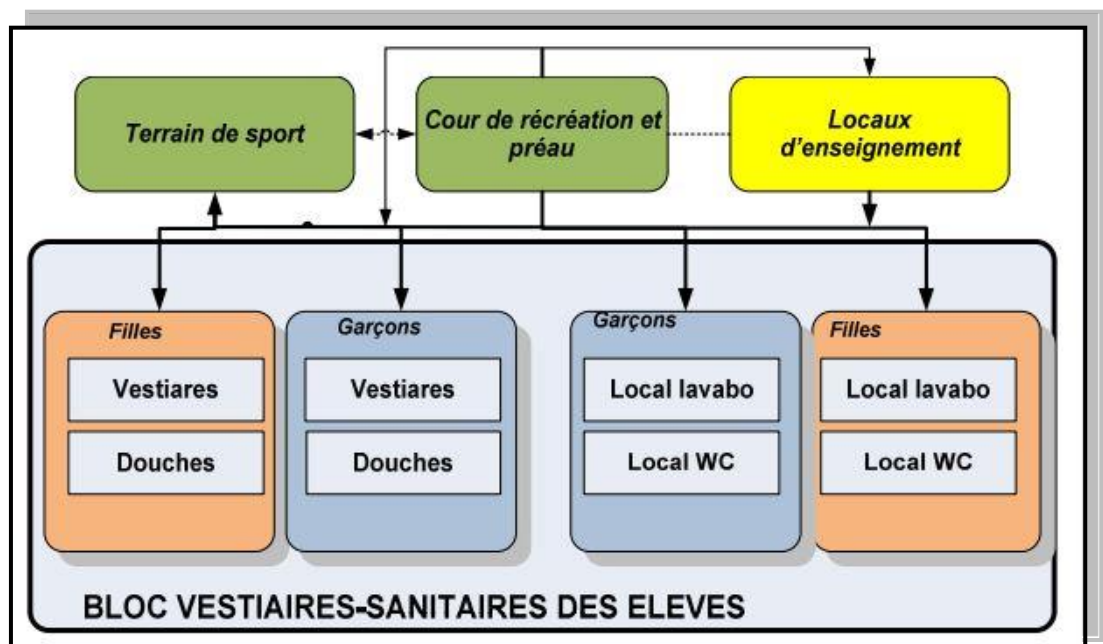 Terrain de sport
Cour de récréation et
préau
Locaux
d'enseignement
Filles
Vestiares
Douches
Garçons
Vestiares
Douches
Garçons
Local lavabo
Local WC
Filles
Local lavabo
Local WC
BLOC VESTIAIRES-SANITAIRES DES ELEVES